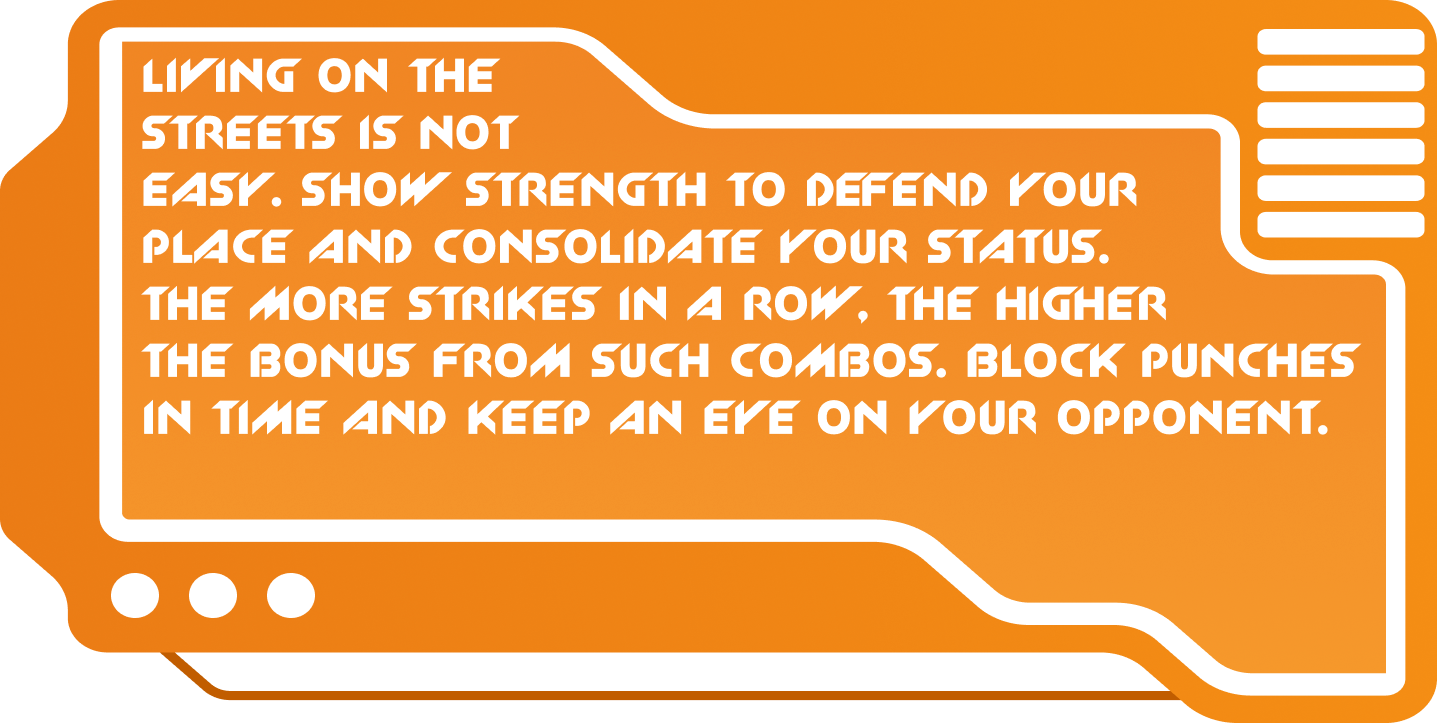 LIVING ON THE
STREETS IS NOT
EASY. SHOW STRENGTH TO DEFEND YOUR
PLACE AND CONSOLIDATE YOUR STATUS.
THE MORE STRIKES IN A ROW, THE HIGHER
THE BONUS FROM SUCH COMBOS. BLOCK PUNCHES
IN TIME AND KEEP AN EYE ON YOUR OPPONENT.